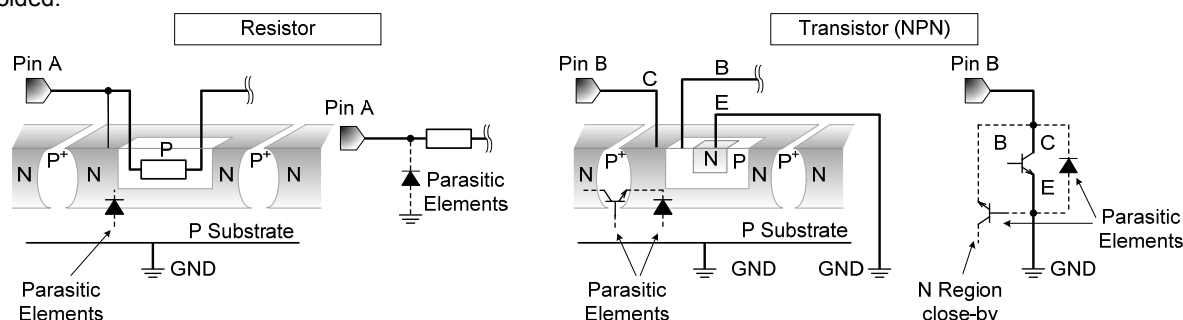 olded.
Resistor
Transistor (NPN)
Pin A
Pin A
N
P+
N
P
N
P+
N
Parasitic
Elements
P Substrate
GND
Parasitic
Elements
Pin B
C
B
E
N
P+
N
N
P
N
P+
N
P Substrate
GND
GND
Parasitic
Elements
Pin B
B
C
E
Parasitic
Elements
GND
N Region
close-by